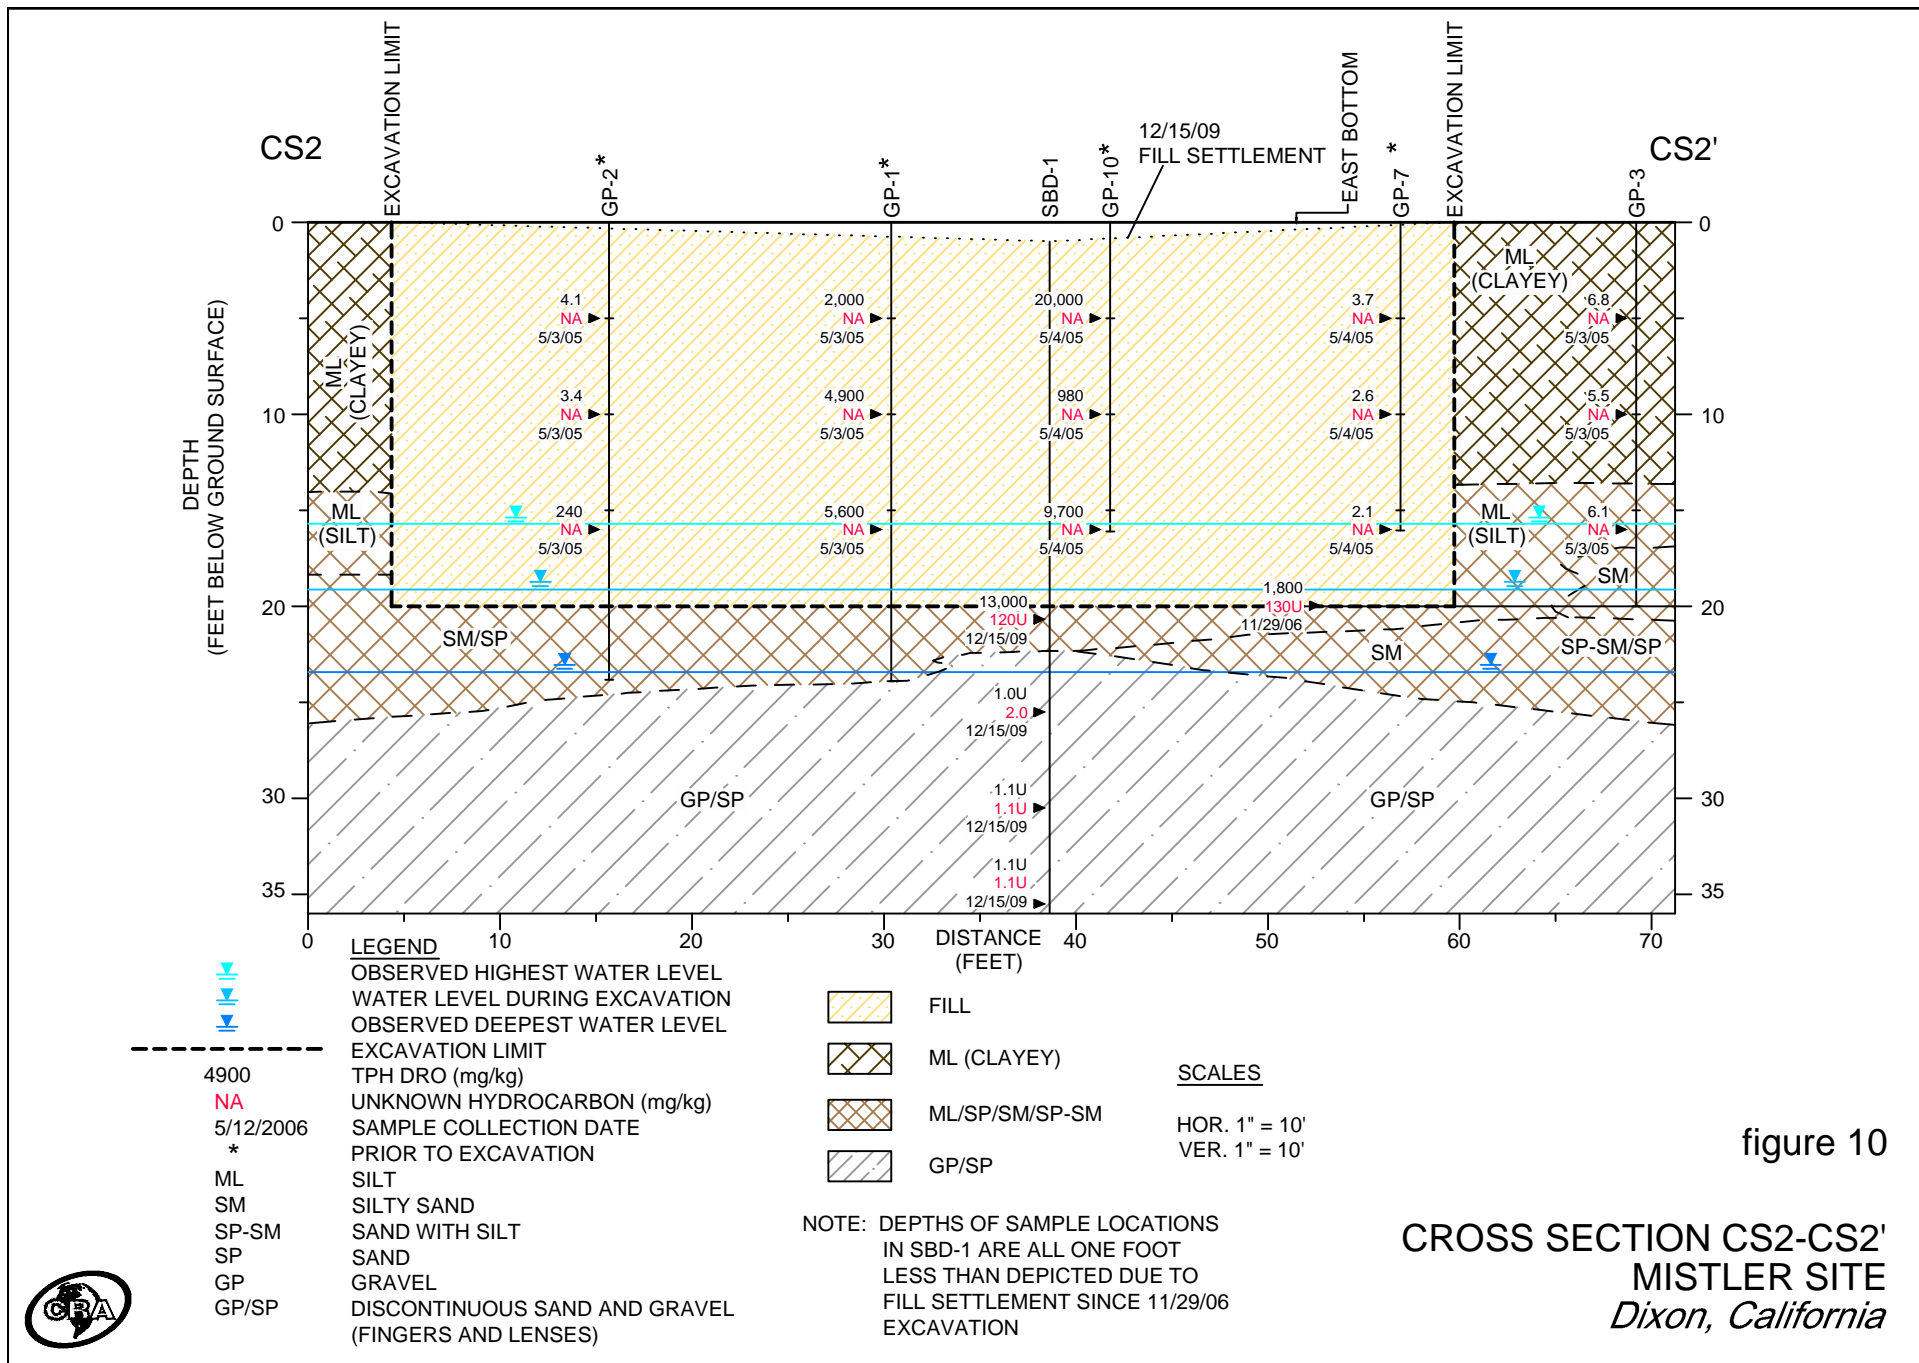 CS2
EXCAVATION LIMIT
GP-2*
GP-1*
SBD-1
GP-10*
12/15/09
FILL SETTLEMENT
EAST BOTTOM
GP-7 *
EXCAVATION LIMIT
GP-3
CS2'
DEPTH
(FEET BELOW GROUND SURFACE)
0
10
20
30
35
0
10
20
30
35
ML
(CLAYEY)
ML
(SILT)
4.1
NA
5/3/05
3.4
NA
5/3/05
240
NA
5/3/05
2,000
NA
5/3/05
4,900
NA
5/3/05
5,600
NA
5/3/05
20,000
NA
5/4/05
980
NA
5/4/05
9,700
NA
5/4/05
3.7
NA
5/4/05
2.6
NA
5/4/05
2.1
NA
5/4/05
ML
(CLAYEY)
6.8
NA
5/3/05
5.5
NA
5/3/05
ML
(SILT)
6.1
NA
5/3/05
SM
SM/SP
13,000
120U
12/15/09
1,800
130U
11/29/06
SM
SP-SM/SP
1.0U
2.0
12/15/09
1.1U
1.1U
12/15/09
1.1U
1.1U
12/15/09
GP/SP
GP/SP
0
10
20
30
40
50
60
70
DISTANCE
(FEET)
LEGEND
OBSERVED HIGHEST WATER LEVEL
WATER LEVEL DURING EXCAVATION
OBSERVED DEEPEST WATER LEVEL
EXCAVATION LIMIT
4900 TPH DRO (mg/kg)
NA UNKNOWN HYDROCARBON (mg/kg)
5/12/2006 SAMPLE COLLECTION DATE
* PRIOR TO EXCAVATION
ML SILT
SM SILTY SAND
SP-SM SAND WITH SILT
SP SAND
GP GRAVEL
GP/SP DISCONTINUOUS SAND AND GRAVEL
(FINGERS AND LENSES)
FILL
ML (CLAYEY)
ML/SP/SM/SP-SM
GP/SP
SCALES
HOR. 1" = 10'
VER. 1" = 10'
NOTE: DEPTHS OF SAMPLE LOCATIONS
IN SBD-1 ARE ALL ONE FOOT
LESS THAN DEPICTED DUE TO
FILL SETTLEMENT SINCE 11/29/06
EXCAVATION
figure 10
CROSS SECTION CS2-CS2'
MISTLER SITE
Dixon, California
CRA